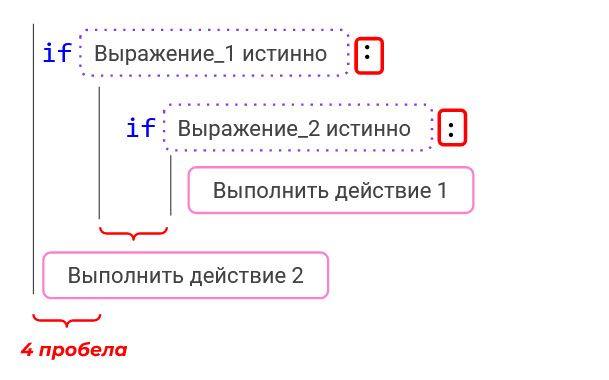 if Выражение_1 истинно :
if Выражение_2 истинно :
Выполнить действие 1
Выполнить действие 2
4 пробела